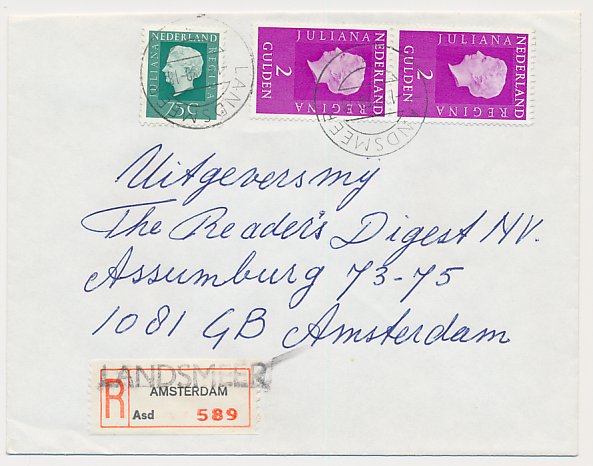 NEDERLAND
JULIANA REGINA
75c
NEDERLAND
JULIANA REGINA
2 GULDEN
NEDERLAND
JULIANA REGINA
2 GULDEN
LANDSMEER
LANDSMEER
Uitgeversmy
The Reader's Digest NV.
Assumburg 73-75
1081 GB Amsterdam
LANDSMEER
R
AMSTERDAM
Asd 589